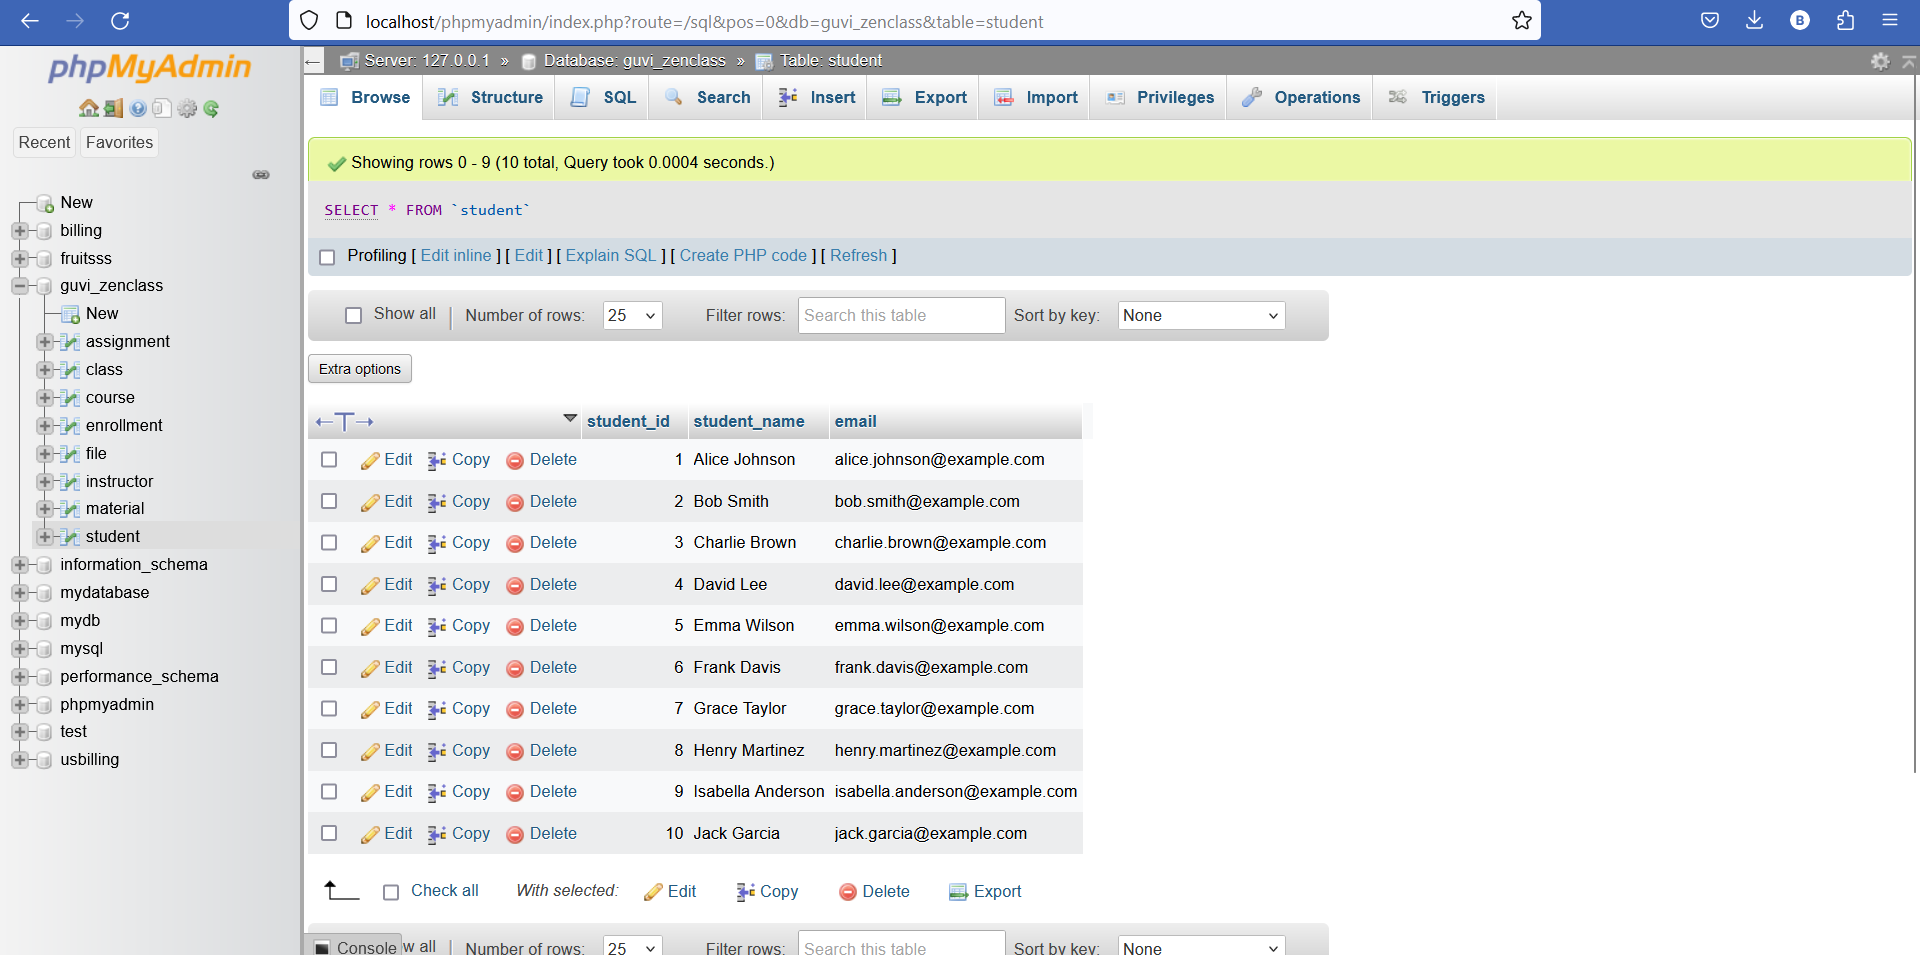 localhost/phpmyadmin/index.php?route=/sql&pos=0&db=guvi_zenclass&table=student
B
phpMyAdmin
Recent Favorites
New
billing
fruitsss
guvi_zenclass
New
assignment
class
course
enrollment
file
instructor
material
student
information_schema
mydatabase
mydb
mysql
performance_schema
phpmyadmin
test
usbilling
← Server: 127.0.0.1 » Database: guvi_zenclass » Table: student
Browse Structure SQL Search Insert Export Import Privileges Operations Triggers
Showing rows 0 - 9 (10 total, Query took 0.0004 seconds.)
SELECT * FROM `student`
Profiling [ Edit inline ] [ Edit ] [ Explain SQL ] [ Create PHP code ] [ Refresh ]
Show all | Number of rows: 25 Filter rows: Search this table Sort by key: None
Extra options
←T→ student_id student_name email
Edit Copy Delete 1 Alice Johnson alice.johnson@example.com
Edit Copy Delete 2 Bob Smith bob.smith@example.com
Edit Copy Delete 3 Charlie Brown charlie.brown@example.com
Edit Copy Delete 4 David Lee david.lee@example.com
Edit Copy Delete 5 Emma Wilson emma.wilson@example.com
Edit Copy Delete 6 Frank Davis frank.davis@example.com
Edit Copy Delete 7 Grace Taylor grace.taylor@example.com
Edit Copy Delete 8 Henry Martinez henry.martinez@example.com
Edit Copy Delete 9 Isabella Anderson isabella.anderson@example.com
Edit Copy Delete 10 Jack Garcia jack.garcia@example.com
Check all With selected: Edit Copy Delete Export
Console w all | Number of rows: 25 Filter rows: Search this table Sort by key: None